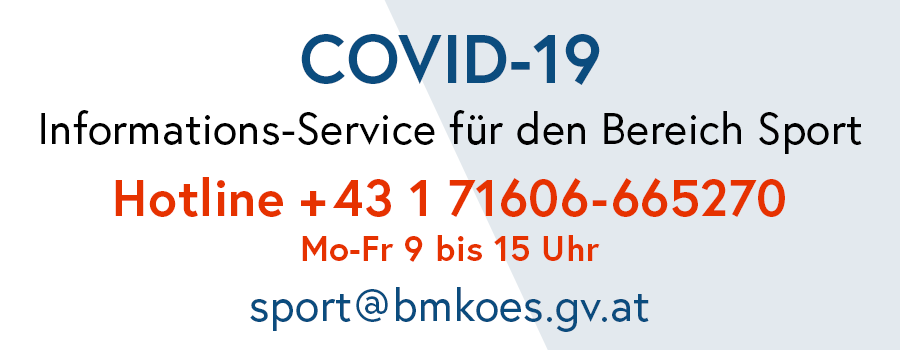 COVID-19
Informations-Service für den Bereich Sport
Hotline +43 1 71606-665270
Mo-Fr 9 bis 15 Uhr
sport@bmkoes.gv.at